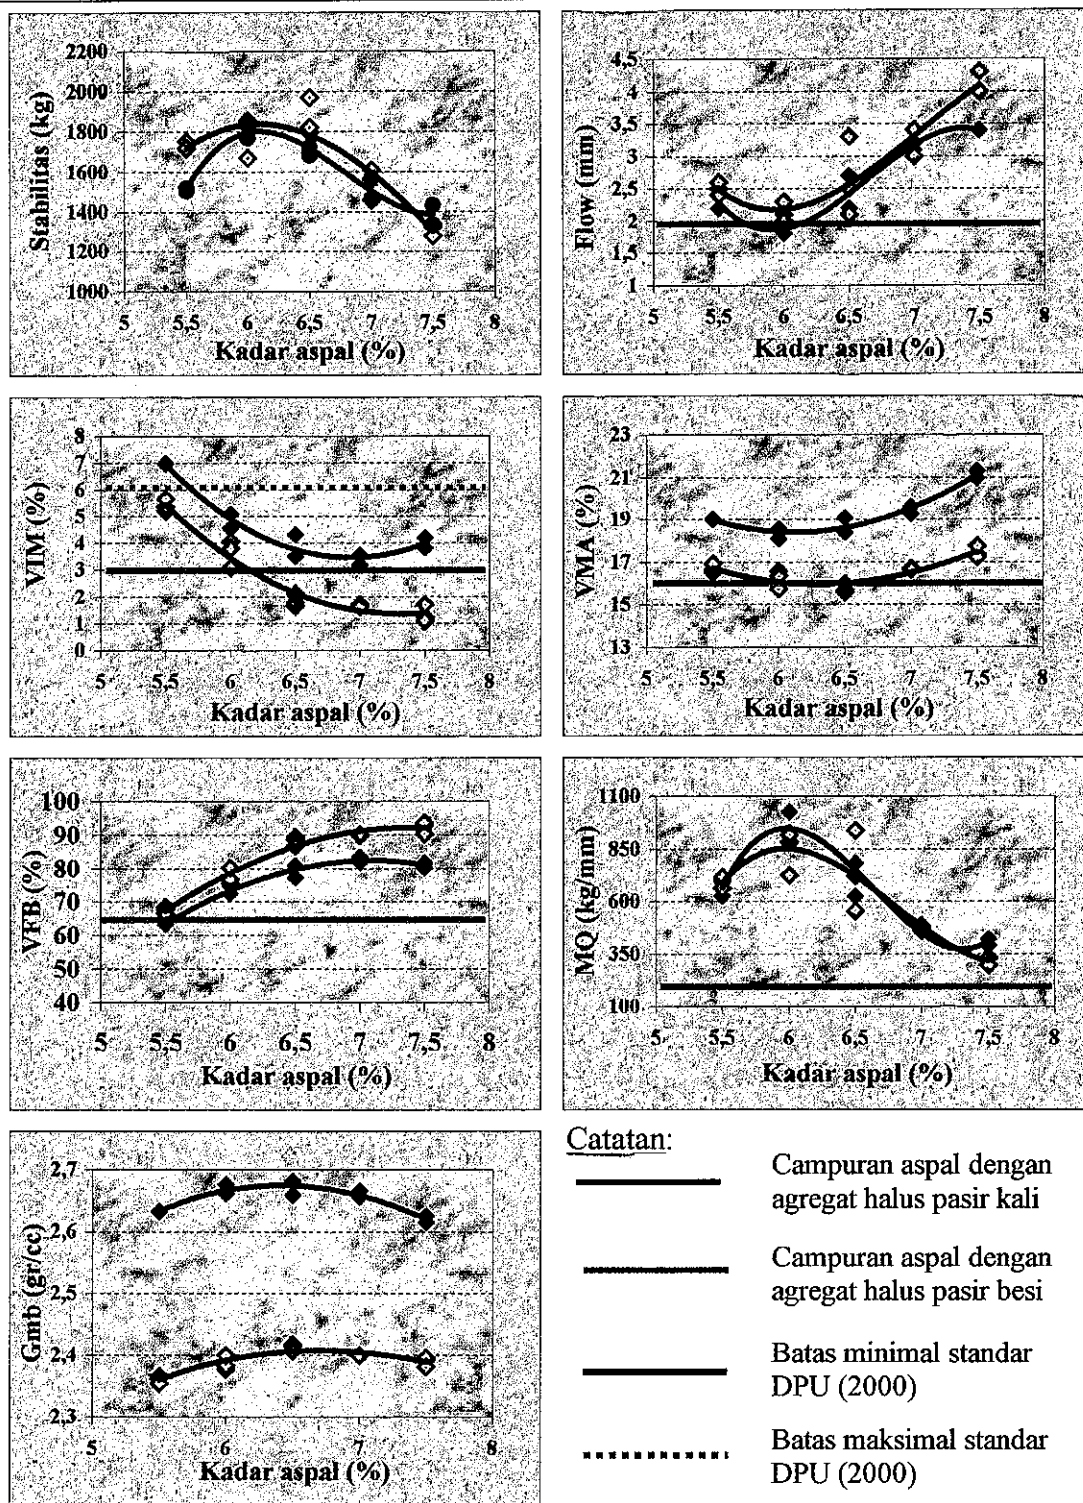 Stabilitas (kg)
2200
2000
1800
1600
1400
1200
1000
5 5,5 6 6,5 7 7,5 8
Kadar aspal (%)
Flow (mm)
4,5
4
3,5
3
2,5
2
1,5
1
5 5,5 6 6,5 7 7,5 8
Kadar aspal (%)
VIM (%)
8
7
6
5
4
3
2
1
0
5 5,5 6 6,5 7 7,5 8
Kadar aspal (%)
VMA (%)
23
21
19
17
15
13
5 5,5 6 6,5 7 7,5 8
Kadar aspal (%)
VFB (%)
100
90
80
70
60
50
40
5 5,5 6 6,5 7 7,5 8
Kadar aspal (%)
MQ (kg/mm)
1100
850
600
350
100
5 5,5 6 6,5 7 7,5 8
Kadar aspal (%)
Gmb (gr/cc)
2,7
2,6
2,5
2,4
2,3
5 6 6 7 7 8
Kadar aspal (%)
Catatan:
Campuran aspal dengan
agregat halus pasir kali
Campuran aspal dengan
agregat halus pasir besi
Batas minimal standar
DPU (2000)
Batas maksimal standar
DPU (2000)